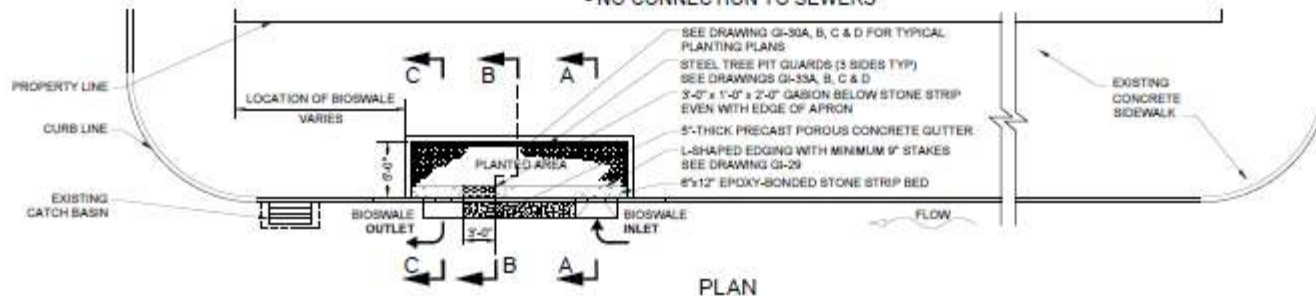 • NO CONNECTION TO SEWERS
SEE DRAWING GI-30A, B, C & D FOR TYPICAL
PLANTING PLANS
STEEL TREE PIT GUARDS (3 SIDES TYP)
SEE DRAWINGS GI-33A, B, C & D
3'-0" x 1'-0" x 2'-0" GABION BELOW STONE STRIP
EVEN WITH EDGE OF APRON
5"-THICK PRECAST POROUS CONCRETE GUTTER
L-SHAPED EDGING WITH MINIMUM 9" STAKES
SEE DRAWING GI-29
6"x12" EPOXY-BONDED STONE STRIP BED
C
B
A
PROPERTY LINE
LOCATION OF BIOSWALE
VARIES
CURB LINE
EXISTING
CATCH BASIN
PLANTED AREA
BIOSWALE
OUTLET
3'-0"
BIOSWALE
INLET
FLOW
EXISTING
CONCRETE
SIDEWALK
C
B
A
PLAN